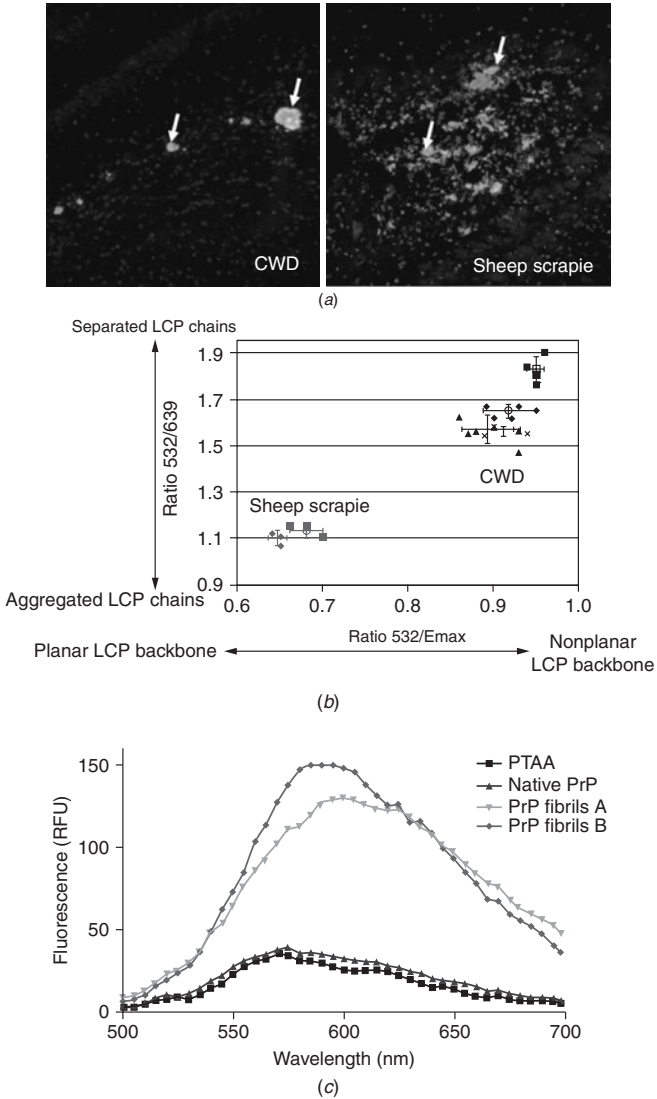 CWD
Sheep scrapie
(a)
Separated LCP chains
Ratio 532/639
1.9
1.7
1.5
1.3
1.1
0.9
CWD
Sheep scrapie
Aggregated LCP chains
0.6 0.7 0.8 0.9 1.0
Planar LCP backbone
Ratio 532/Emax
Nonplanar
LCP backbone
(b)
Fluorescence (RFU)
150
100
50
0
PTAA
Native PrP
PrP fibrils A
PrP fibrils B
500 550 600 650 700
Wavelength (nm)
(c)